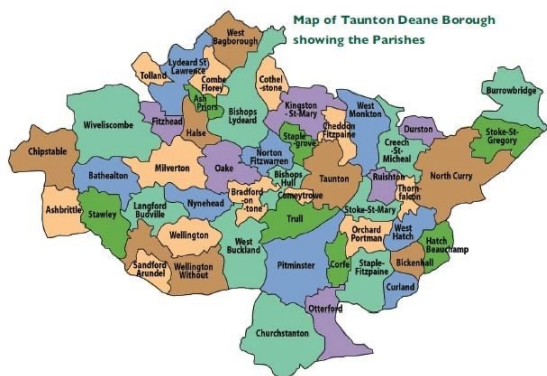 Map of Taunton Deane Borough
showing the Parishes
West
Bagborough
Lydeard St
Lawrence
Tolland
Combe
Florey
Cothel
-stone
Ash
Priors
Bishops
Lydeard
Kingston
-St-Mary
West
Monkton
Burrowbridge
Wiveliscombe
Fitzhead
Halse
Staple
-grove
Cheddon
Fitzpaine
Durston
Stoke-St-
Gregory
Creech
-St-
Micheal
Chipstable
Norton
Fitzwarren
Milverton
Oake
Bathealton
Bishops
Hull
Taunton
Ruishton
North Curry
Thorn-
falcon
Ashbrittle
Stawley
Langford
Budville
Nynehead
Bradford
-on
-tone
Comeytrowe
Stoke-St-Mary
Trull
Wellington
West
Buckland
Orchard
Portman
West
Hatch
Hatch
Beauchamp
Sandford
Arundel
Wellington
Without
Pitminster
Corfe
Staple-
Fitzpaine
Bickenhall
Curland
Otterford
Churchstanton